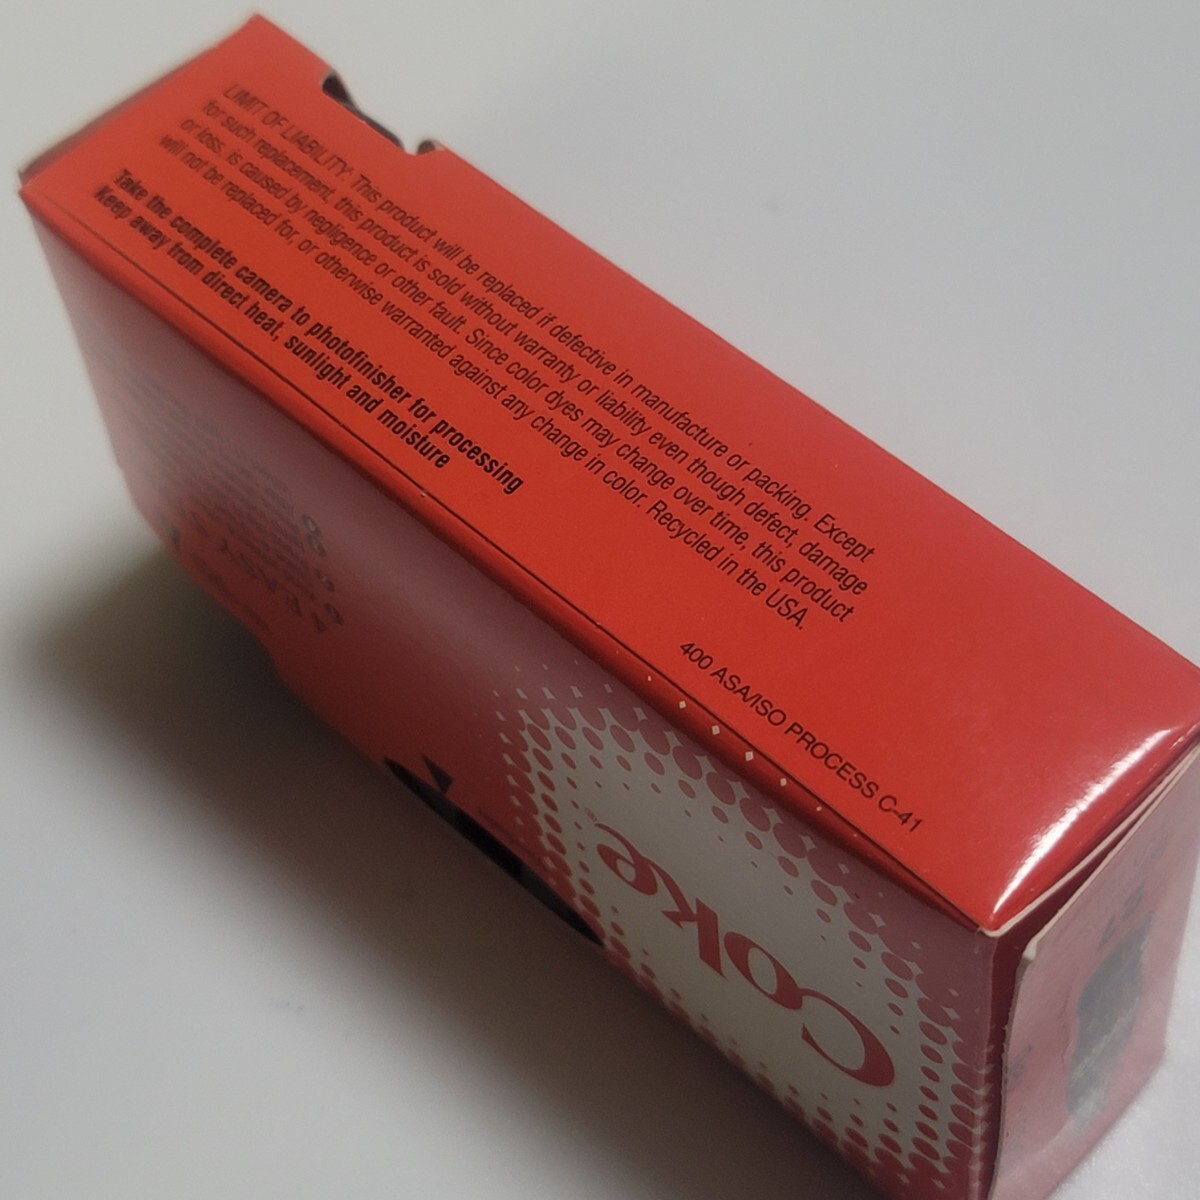 LIMIT OF LIABILITY: This product will be replaced if defective in manufacture or packing. Except
for such replacement, this product is sold without warranty or liability even though defect, damage
or loss, is caused by negligence or other fault. Since color dyes may change over time, this product
will not be replaced for, or otherwise warranted against any change in color. Recycled in the USA.
Take the complete camera to photofinisher for processing
Keep away from direct heat, sunlight and moisture
400 ASA/ISO PROCESS C-41
Coke